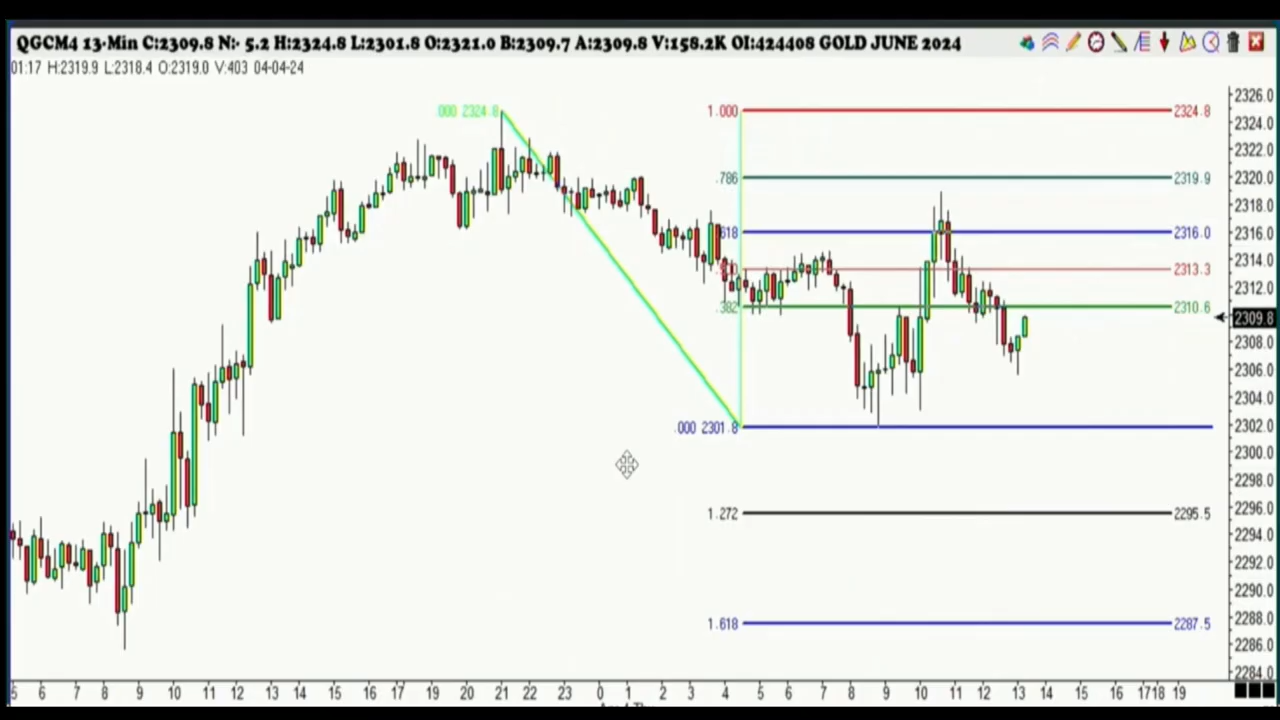 QGCM4 13-Min C:2309.8 N:- 5.2 H:2324.8 L:2301.8 O:2321.0 B:2309.7 A:2309.8 V:158.2K OI:424408 GOLD JUNE 2024
01:17 H:2319.9 L:2318.4 O:2319.0 V:403 04-04-24
2326.0
000 2324.8 1.000 2324.8
2324.0
2322.0
.786 2319.9 2320.0
2318.0
618 2316.0 2316.0
2314.0
2313.3
2312.0
.382 2310.6
2309.8
2308.0
2306.0
2304.0
.000 2301.8 2302.0
2300.0
2298.0
1.272 2295.5 2296.0
2294.0
2292.0
2290.0
1.618 2287.5 2288.0
2286.0
2284.0
5 6 7 8 9 10 11 12 13 14 15 16 17 19 20 21 22 23 0 1 2 3 4 5 6 7 8 9 10 11 12 13 14 15 16 1718 19